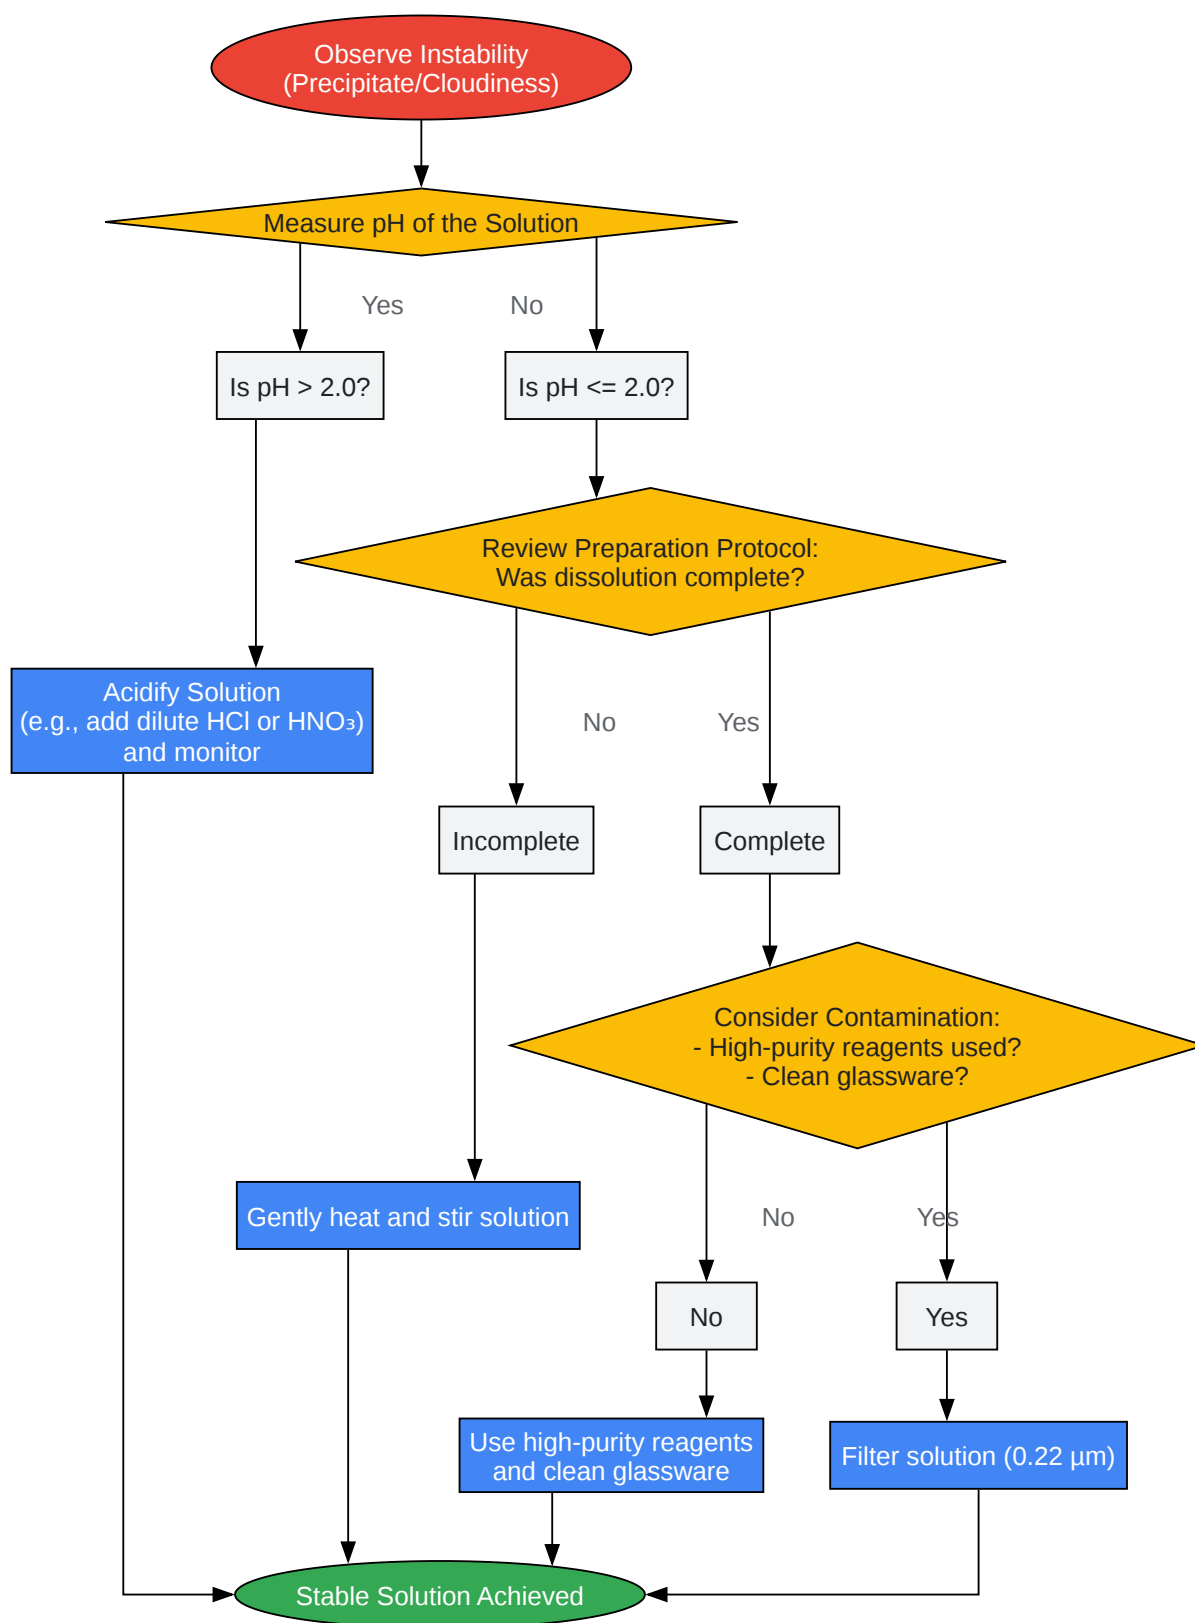 Observe Instability
(Precipitate/Cloudiness)
Measure pH of the Solution
Yes
No
Is pH > 2.0?
Is pH <= 2.0?
Review Preparation Protocol:
Was dissolution complete?
Acidify Solution
(e.g., add dilute HCl or HNO₃)
and monitor
No
Yes
Incomplete
Complete
Consider Contamination:
- High-purity reagents used?
- Clean glassware?
Gently heat and stir solution
No
Yes
No
Yes
Use high-purity reagents
and clean glassware
Filter solution (0.22 µm)
Stable Solution Achieved